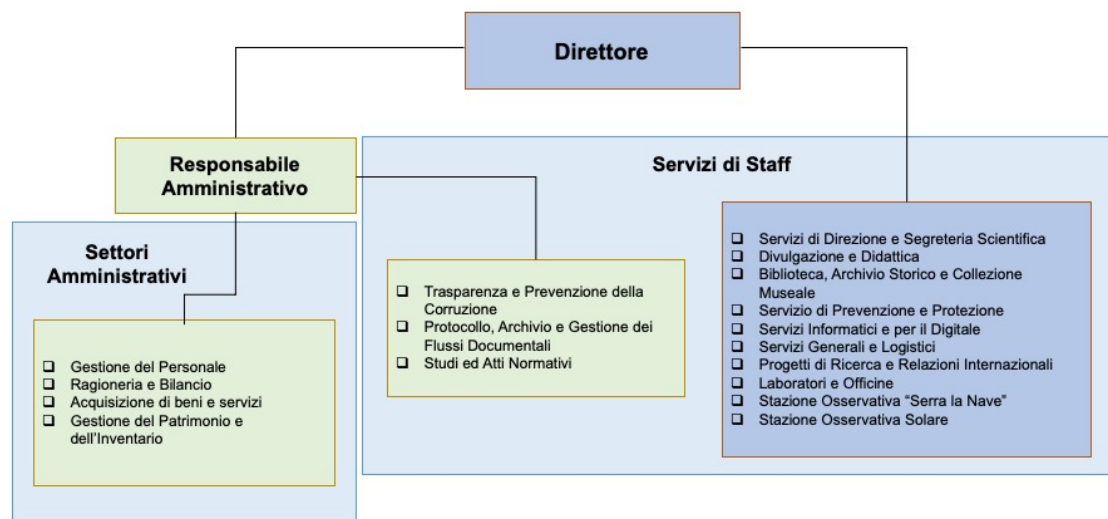 Direttore
Responsabile
Amministrativo
Servizi di Staff
Settori
Amministrativi
❑ Gestione del Personale
❑ Ragioneria e Bilancio
❑ Acquisizione di beni e servizi
❑ Gestione del Patrimonio e
dell’Inventario
❑ Trasparenza e Prevenzione della
Corruzione
❑ Protocollo, Archivio e Gestione dei
Flussi Documentali
❑ Studi ed Atti Normativi
❑ Servizi di Direzione e Segreteria Scientifica
❑ Divulgazione e Didattica
❑ Biblioteca, Archivio Storico e Collezione
Museale
❑ Servizio di Prevenzione e Protezione
❑ Servizi Informatici e per il Digitale
❑ Servizi Generali e Logistici
❑ Progetti di Ricerca e Relazioni Internazionali
❑ Laboratori e Officine
❑ Stazione Osservativa “Serra la Nave”
❑ Stazione Osservativa Solare